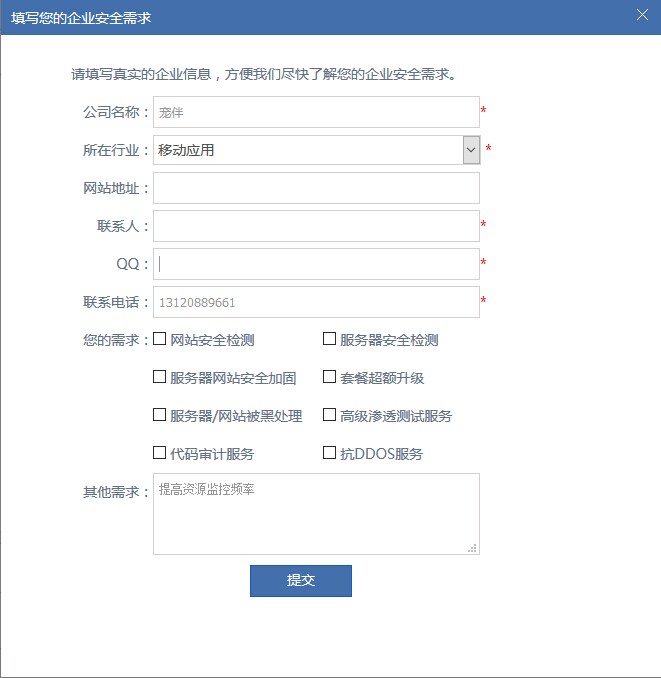 填写您的企业安全需求
请填写真实的企业信息，方便我们尽快了解您的企业安全需求。
公司名称： 宠伴 *
所在行业： 移动应用 *
网站地址：
联系人： *
QQ： *
联系电话： 13120889661 *
您的需求： 网站安全检测 服务器安全检测
服务器网站安全加固 套餐超额升级
服务器/网站被黑处理 高级渗透测试服务
代码审计服务 抗DDOS服务
其他需求： 提高资源监控频率
提交